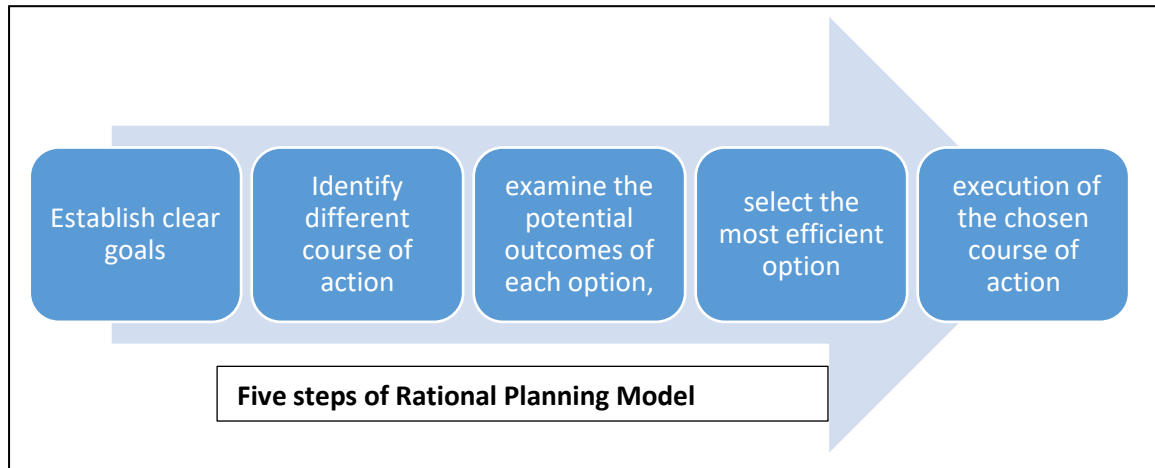 Establish clear
goals
Identify
different
course of
action
examine the
potential
outcomes of
each option,
select the
most efficient
option
execution of
the chosen
course of
action
Five steps of Rational Planning Model